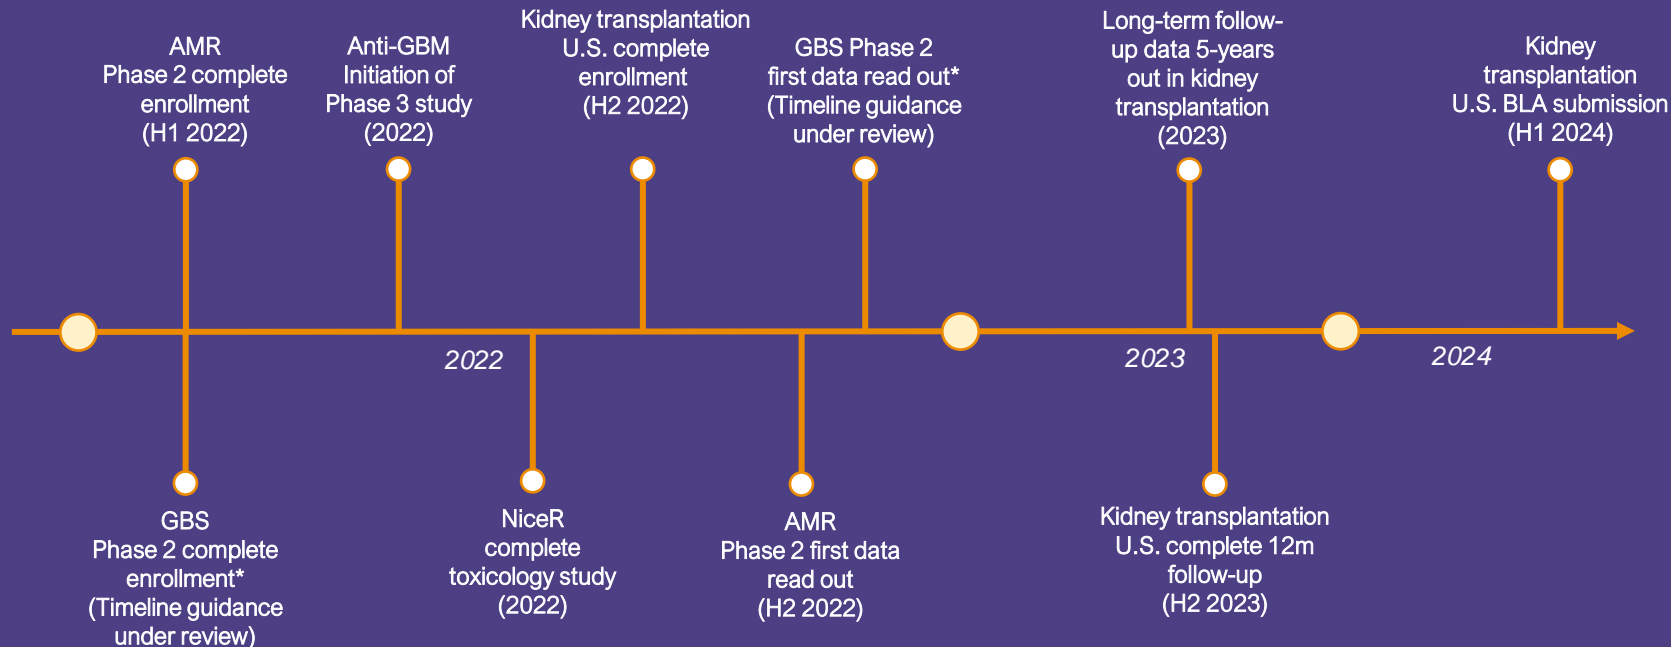 AMR
Phase 2 complete
enrollment
(H1 2022)
Anti-GBM
Initiation of
Phase 3 study
(2022)
Kidney transplantation
U.S. complete
enrollment
(H2 2022)
GBS Phase 2
first data read out*
(Timeline guidance
under review)
Long-term follow-
up data 5-years
out in kidney
transplantation
(2023)
Kidney
transplantation
U.S. BLA submission
(H1 2024)
2022
2023
2024
GBS
Phase 2 complete
enrollment*
(Timeline guidance
under review)
NiceR
complete
toxicology study
(2022)
AMR
Phase 2 first data
read out
(H2 2022)
Kidney transplantation
U.S. complete 12m
follow-up
(H2 2023)